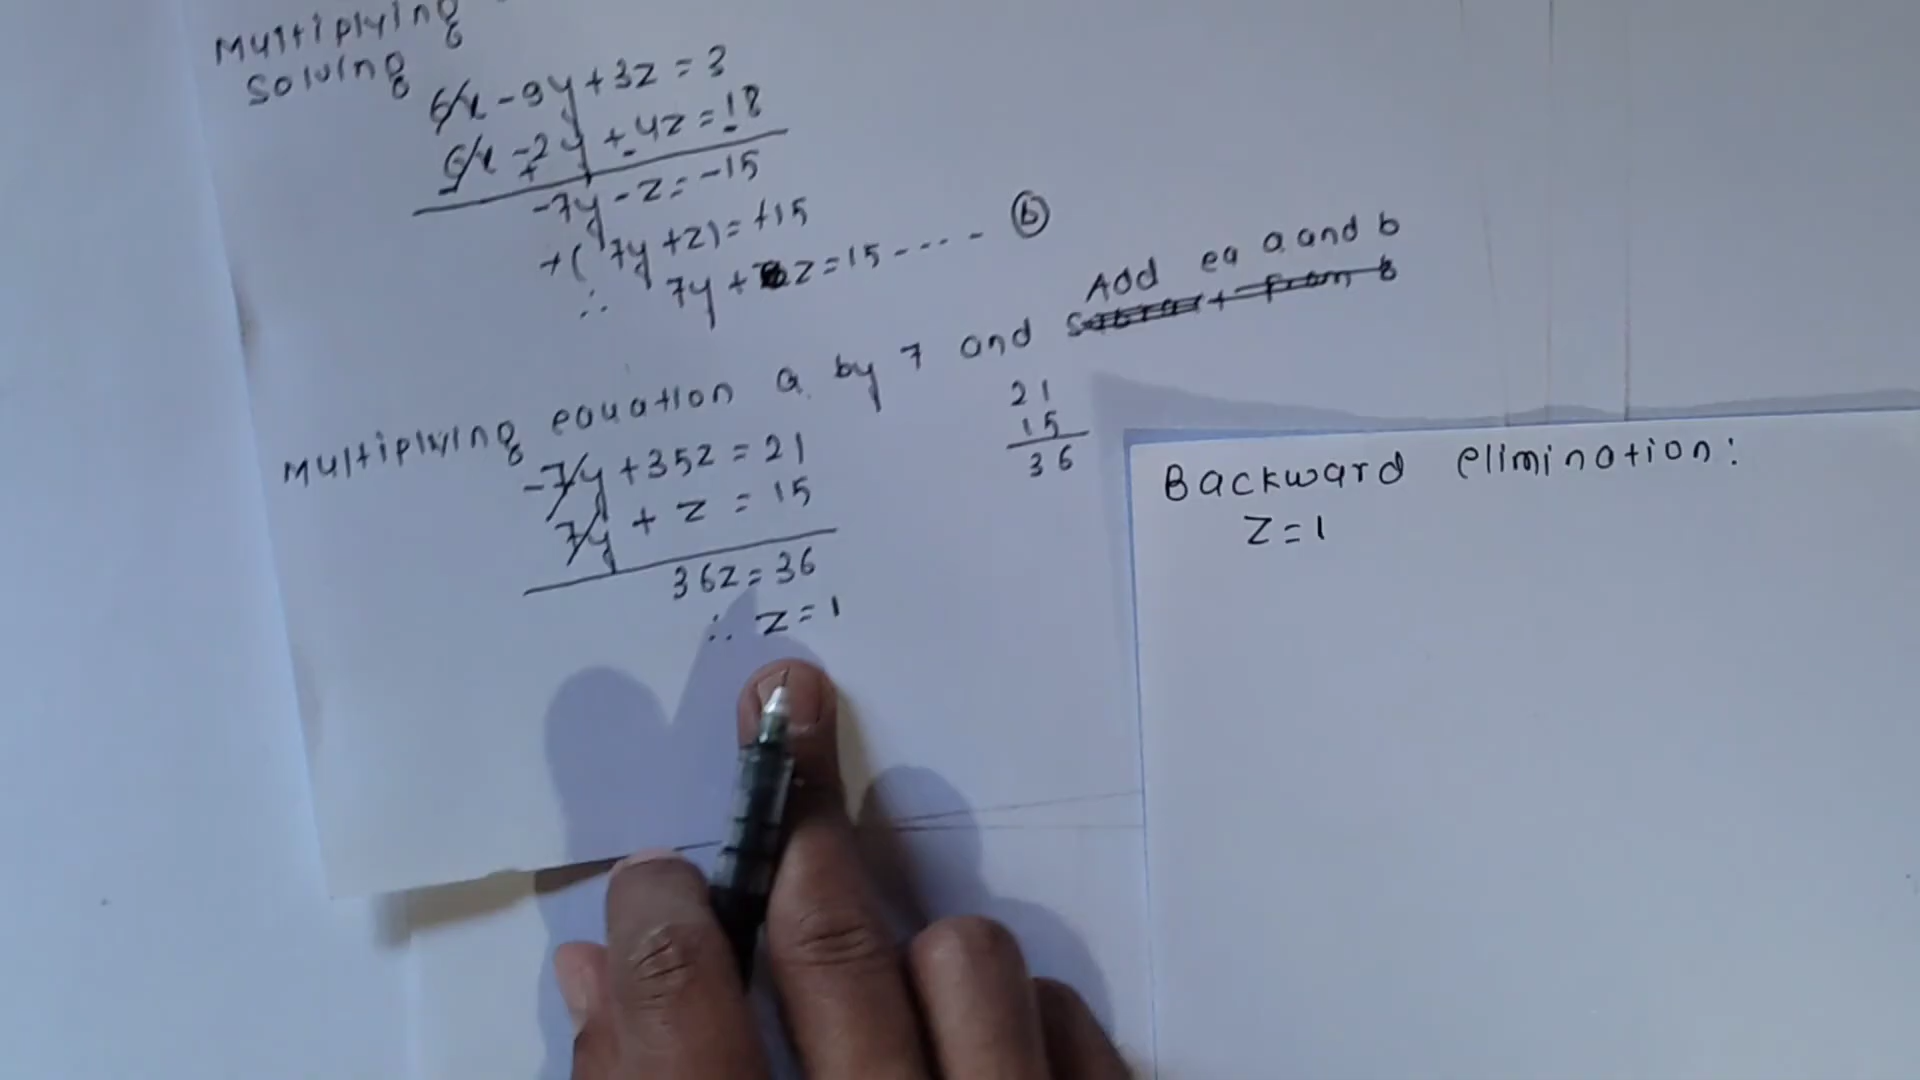 Multiplying
Solving
6x - 9y + 3z = 3
6x - 2y + 4z = 18
- + - -
-7y - z = -15
+(7y + z) = +15
∴ 7y + z = 15 ---- ⓑ
Add eq a and b
Multiplying equation a by 7 and Subtract from b
-7y + 35z = 21
7y + z = 15
36z = 36
∴ z = 1
21
15
36
Backward elimination:
z = 1